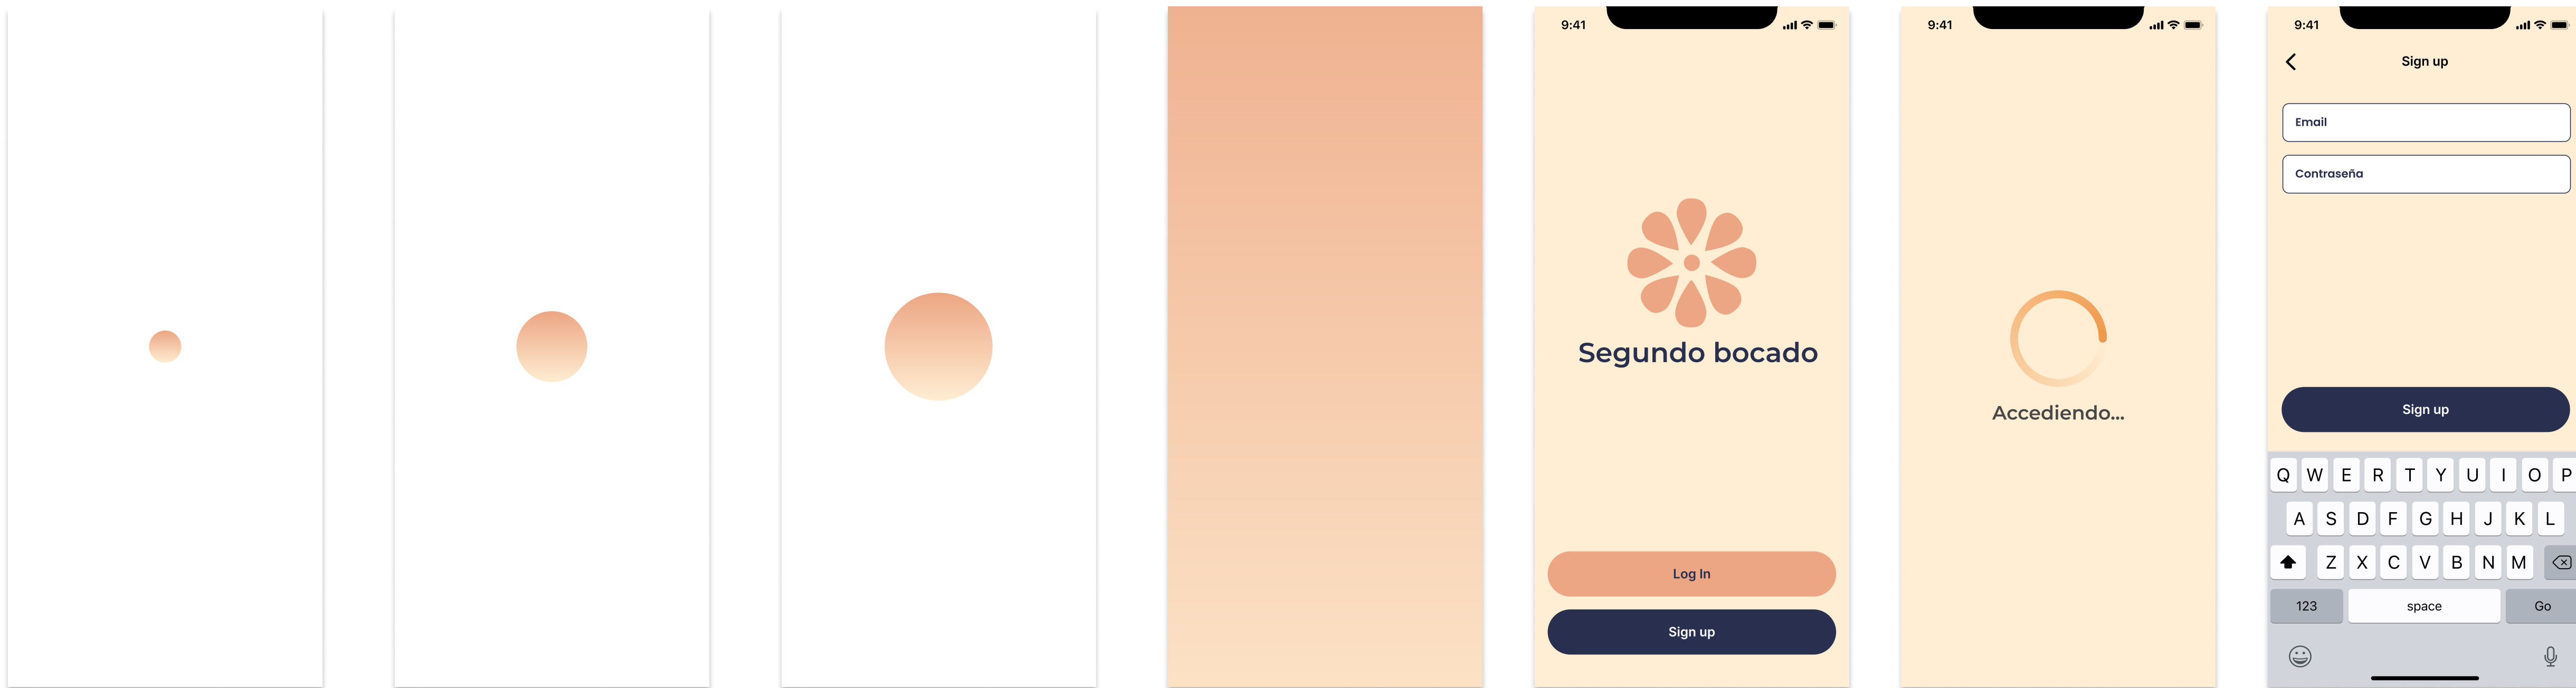 9:41
Segundo bocado
Log In
Sign up
9:41
Accediendo...
9:41
Sign up
Email
Contraseña
Sign up
Q W E R T Y U I O P
A S D F G H J K L
Z X C V B N M
123 space Go